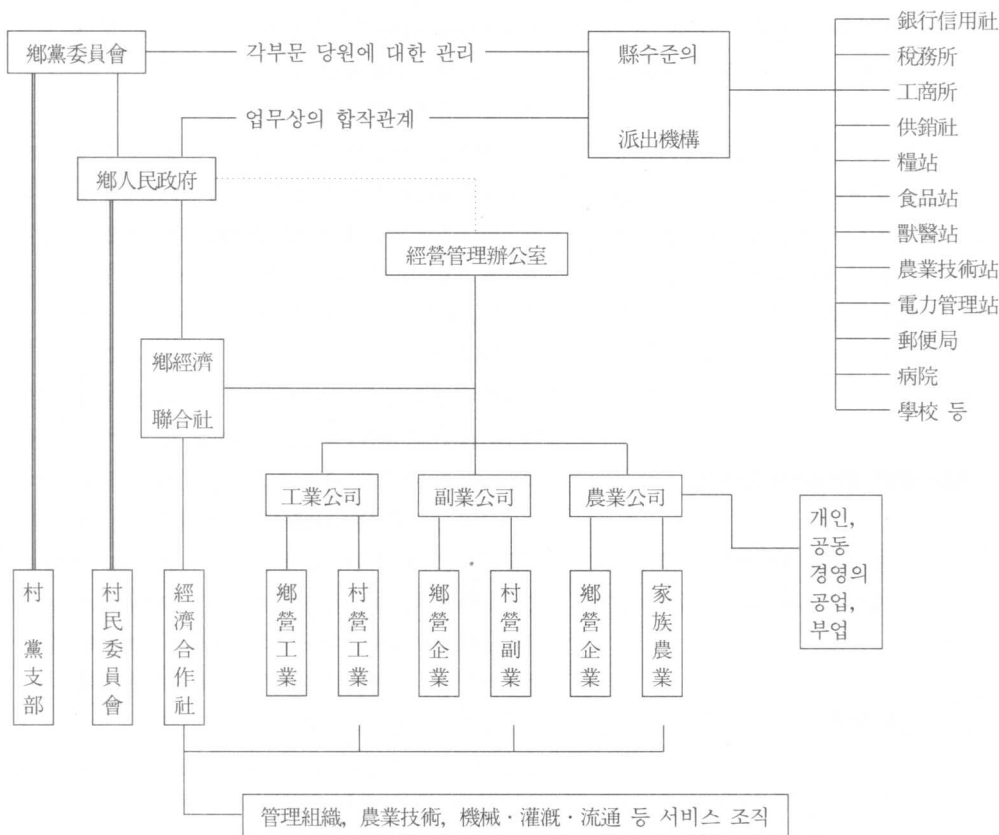 鄕黨委員會
각부문 당원에 대한 관리
縣수준의
派出機構
업무상의 합작관계
鄕人民政府
經營管理辦公室
鄕經濟
聯合社
銀行信用社
稅務所
工商所
供銷社
糧站
食品站
獸醫站
農業技術站
電力管理站
郵便局
病院
學校 등
工業公司
副業公司
農業公司
개인,
공동
경영의
공업,
부업
村黨支部
村民委員會
經濟合作社
鄕營工業
村營工業
鄕營企業
村營副業
鄕營企業
家族農業
管理組織, 農業技術, 機械·灌漑·流通 등 서비스 조직